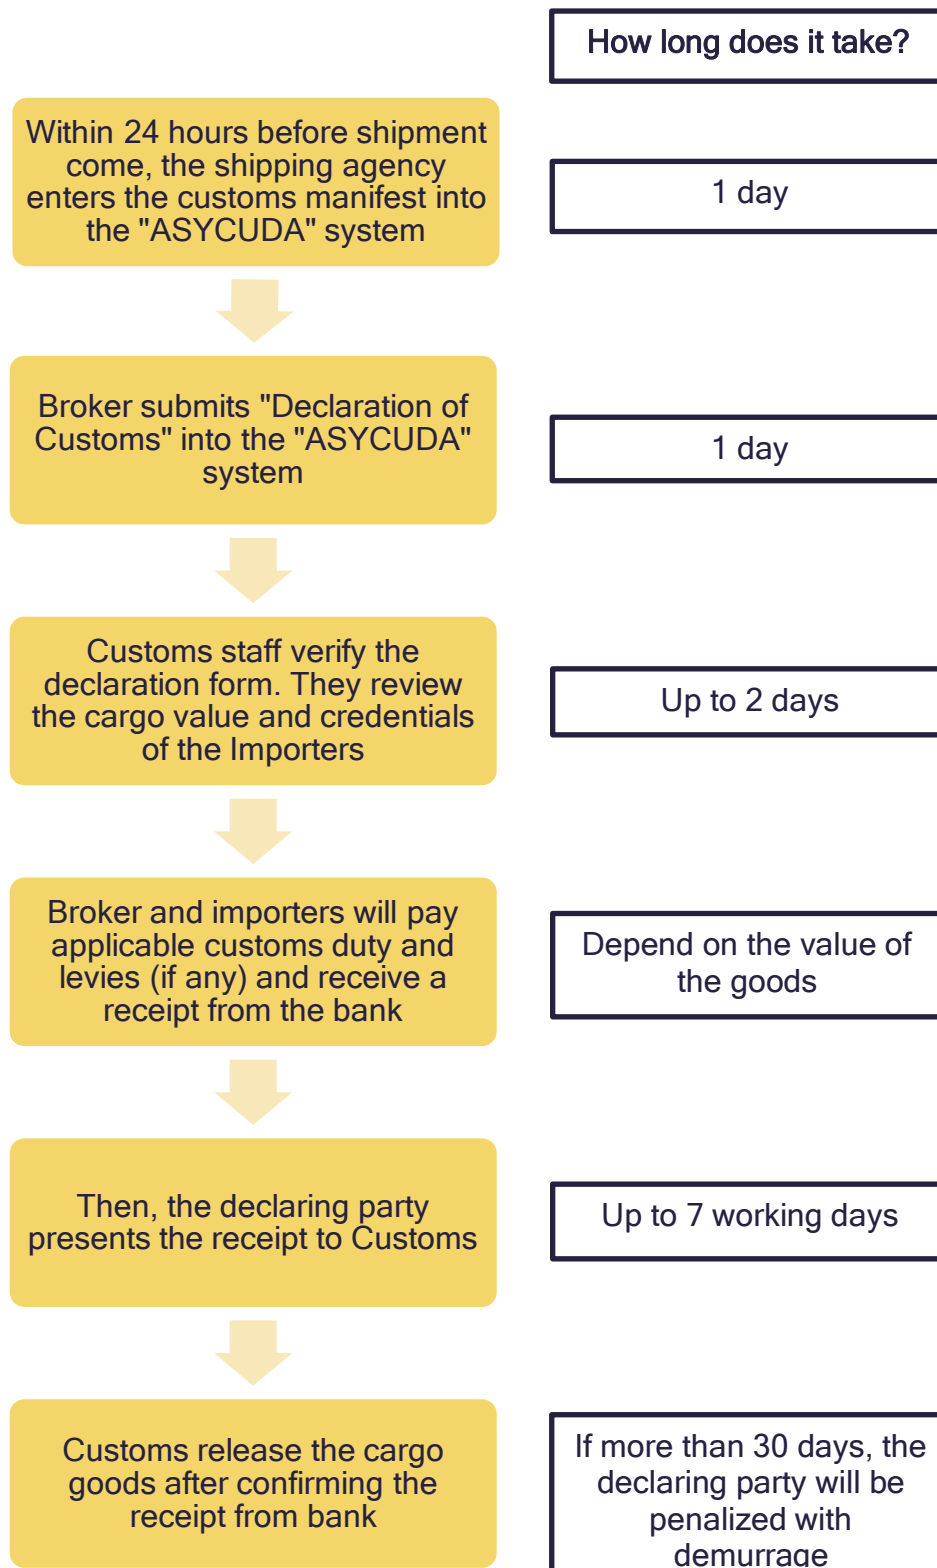 How long does it take?
Within 24 hours before shipment
come, the shipping agency
enters the customs manifest into
the "ASYCUDA" system
1 day
Broker submits "Declaration of
Customs" into the "ASYCUDA"
system
1 day
Customs staff verify the
declaration form. They review
the cargo value and credentials
of the Importers
Up to 2 days
Broker and importers will pay
applicable customs duty and
levies (if any) and receive a
receipt from the bank
Depend on the value of
the goods
Then, the declaring party
presents the receipt to Customs
Up to 7 working days
Customs release the cargo
goods after confirming the
receipt from bank
If more than 30 days, the
declaring party will be
penalized with
demurrage